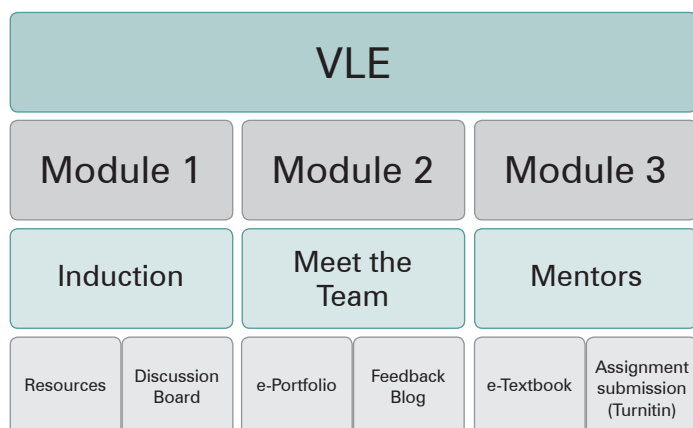 VLE
Module 1
Module 2
Module 3
Induction
Meet the
Team
Mentors
Resources
Discussion
Board
e-Portfolio
Feedback
Blog
e-Textbook
Assignment
submission
(Turnitin)